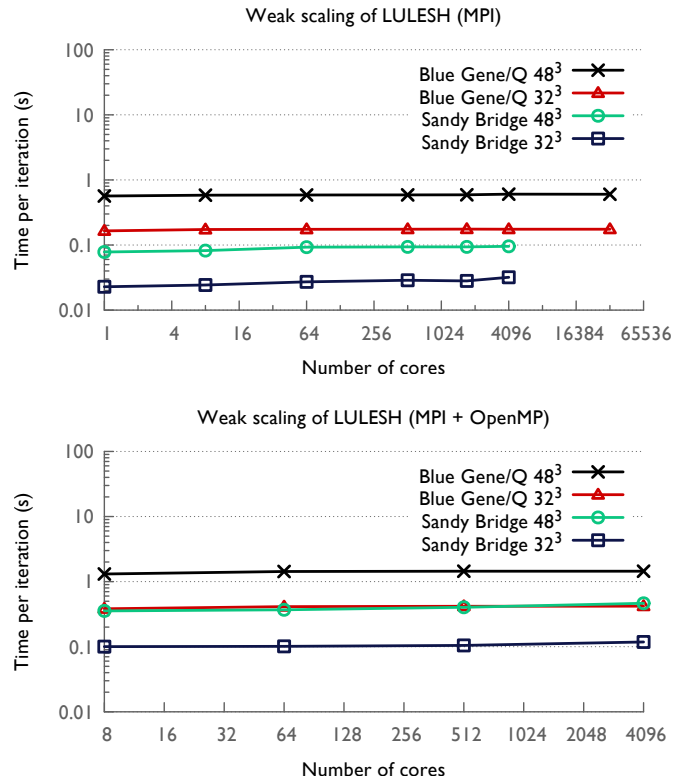 Weak scaling of LULESH (MPI)
100
10
1
0.1
0.01
Time per iteration (s)
Blue Gene/Q 48³
Blue Gene/Q 32³
Sandy Bridge 48³
Sandy Bridge 32³
1 4 16 64 256 1024 4096 16384 65536
Number of cores
Weak scaling of LULESH (MPI + OpenMP)
100
10
1
0.1
0.01
Time per iteration (s)
Blue Gene/Q 48³
Blue Gene/Q 32³
Sandy Bridge 48³
Sandy Bridge 32³
8 16 32 64 128 256 512 1024 2048 4096
Number of cores